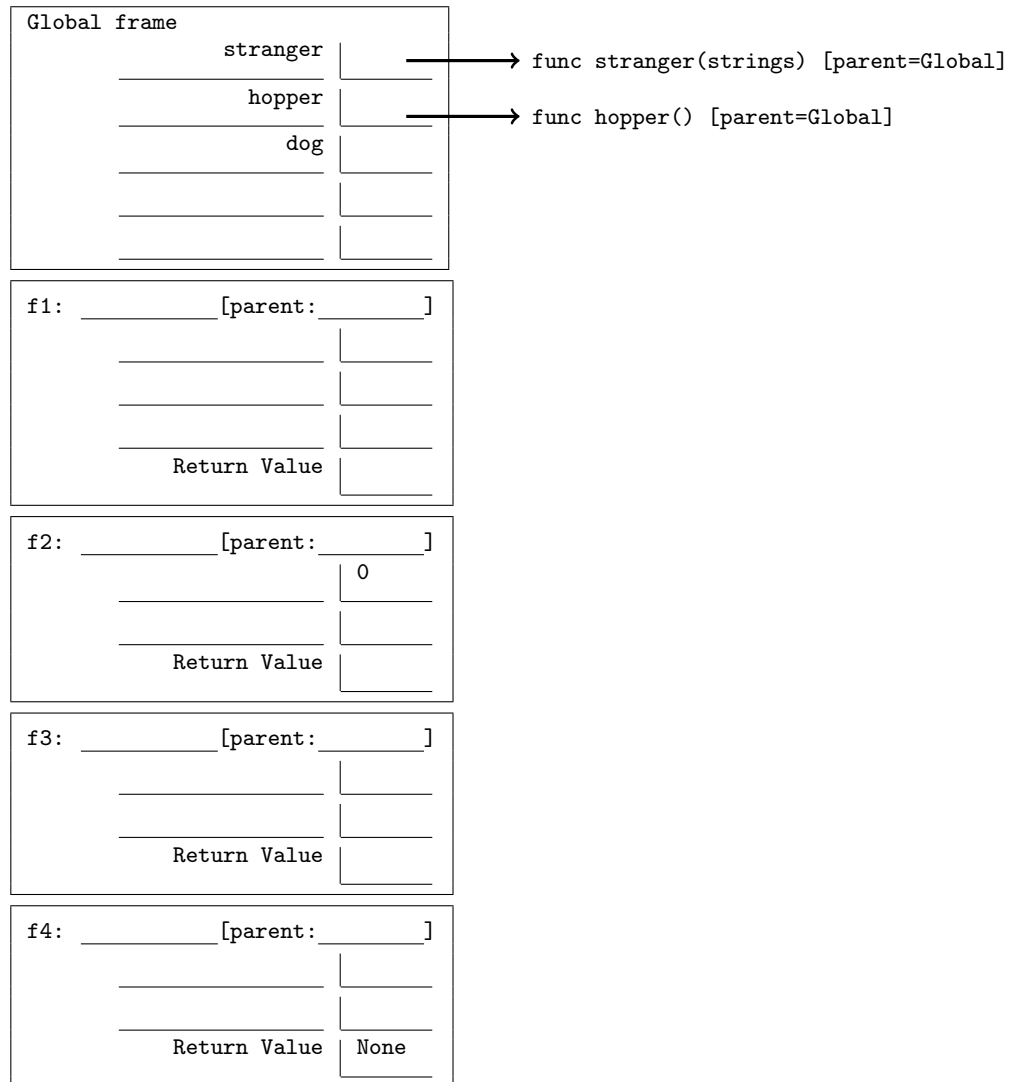 Global frame
stranger
func stranger(strings) [parent=Global]
hopper
func hopper() [parent=Global]
dog
f1: [parent: ]
Return Value
f2: [parent: ]
0
Return Value
f3: [parent: ]
Return Value
f4: [parent: ]
Return Value None